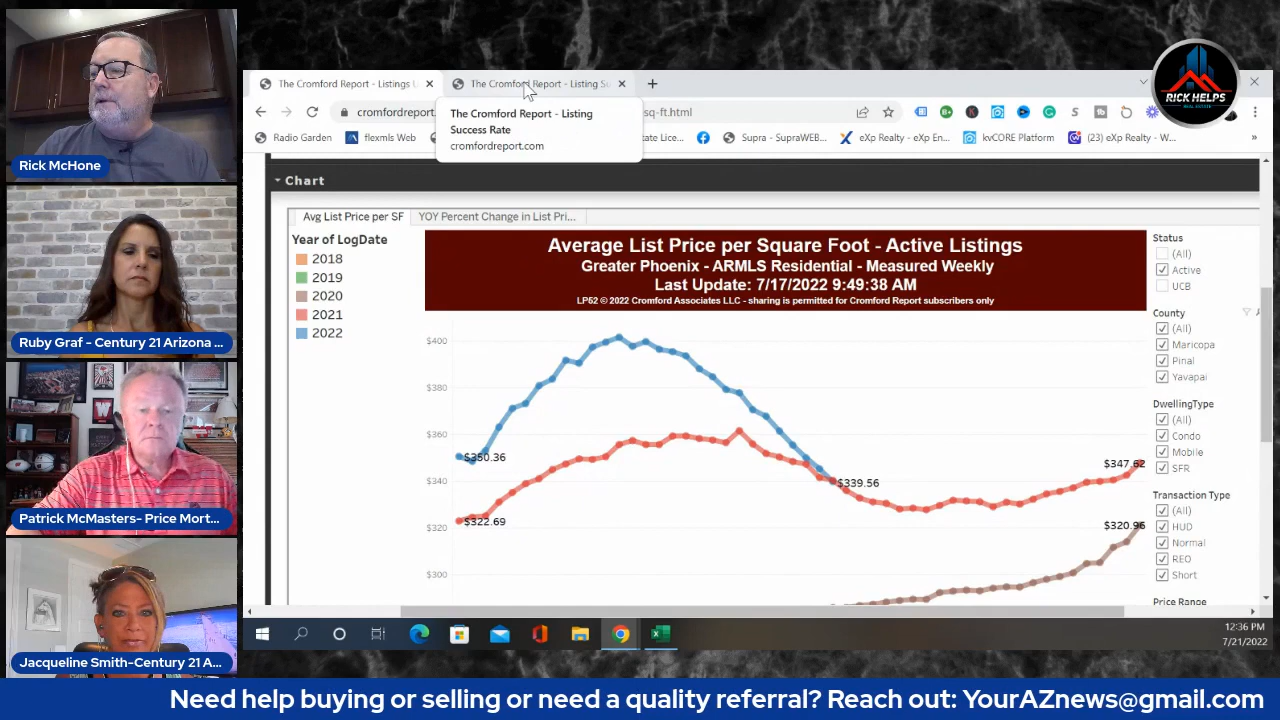 Rick McHone
Ruby Graf - Century 21 Arizona ...
Patrick McMasters- Price Mort...
Jacqueline Smith-Century 21 A...
The Cromford Report - Listings
The Cromford Report - Listing Su
RICK HELPS
REAL ESTATE
cromfordreport.
sq-ft.html
The Cromford Report - Listing
Success Rate
cromfordreport.com
Radio Garden
flexmls Web
ate Lice...
Supra - SupraWEB...
eXp Realty - eXp En...
kvCORE Platform
(23) eXp Realty - W...
Chart
Avg List Price per SF
YOY Percent Change in List Pri...
Year of LogDate
2018
2019
2020
2021
2022
Average List Price per Square Foot - Active Listings
Greater Phoenix - ARMLS Residential - Measured Weekly
Last Update: 7/17/2022 9:49:38 AM
LP52 © 2022 Cromford Associates LLC - sharing is permitted for Cromford Report subscribers only
$400
$380
$360
$340
$320
$300
$350.36
$322.69
$339.56
$347.62
$320.96
Status
(All)
Active
UCB
County
(All)
Maricopa
Pinal
Yavapai
DwellingType
(All)
Condo
Mobile
SFR
Transaction Type
(All)
HUD
Normal
REO
Short
Price Range
12:36 PM
7/21/2022
Need help buying or selling or need a quality referral? Reach out: YourAZnews@gmail.com